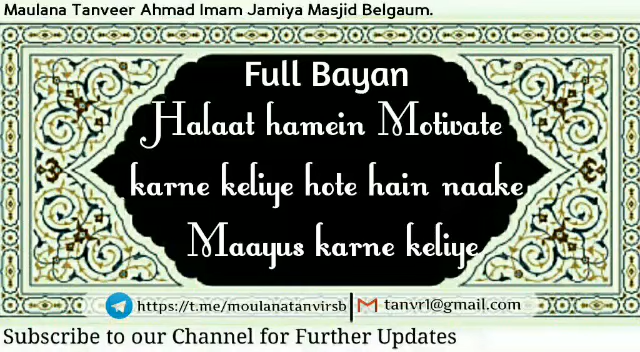 Maulana Tanveer Ahmad Imam Jamiya Masjid Belgaum.
Full Bayan
Halaat hamein Motivate
karne keliye hote hain naake
Maayus karne keliye
https://t.me/moulanatanvirsb | tanvrl@gmail.com
Subscribe to our Channel for Further Updates